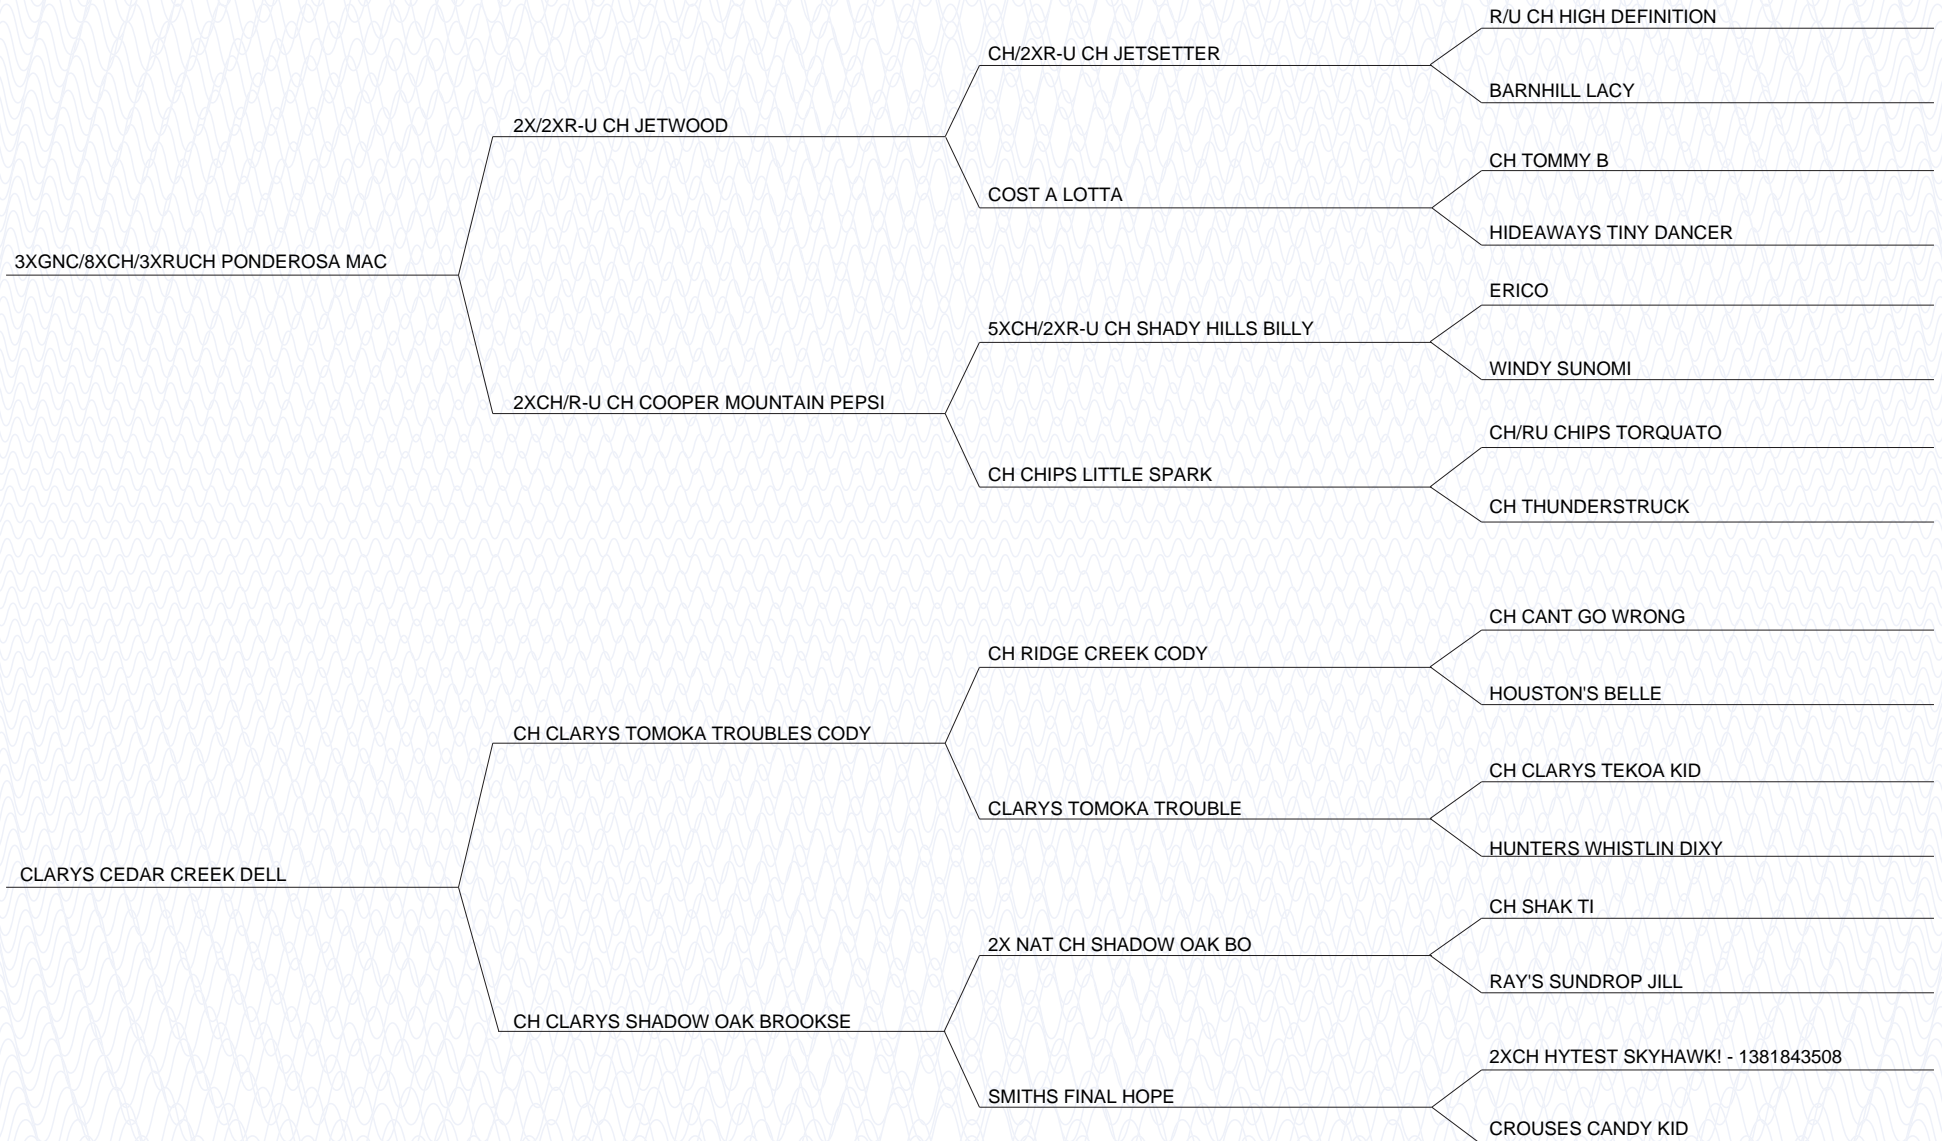 R/U CH HIGH DEFINITION
CH/2XR-U CH JETSETTER
BARNHILL LACY
2X/2XR-U CH JETWOOD
CH TOMMY B
COST A LOTTA
HIDEAWAYS TINY DANCER
3XGNC/8XCH/3XRUCH PONDEROSA MAC
ERICO
5XCH/2XR-U CH SHADY HILLS BILLY
WINDY SUNOMI
2XCH/R-U CH COOPER MOUNTAIN PEPSI
CH/RU CHIPS TORQUATO
CH CHIPS LITTLE SPARK
CH THUNDERSTRUCK
CH CANT GO WRONG
CH RIDGE CREEK CODY
HOUSTON'S BELLE
CH CLARYS TOMOKA TROUBLES CODY
CH CLARYS TEKOA KID
CLARYS TOMOKA TROUBLE
HUNTERS WHISTLIN DIXY
CLARYS CEDAR CREEK DELL
CH SHAK TI
2X NAT CH SHADOW OAK BO
RAY'S SUNDROP JILL
CH CLARYS SHADOW OAK BROOKSE
2XCH HYTEST SKYHAWK! - 1381843508
SMITHS FINAL HOPE
CROUSES CANDY KID